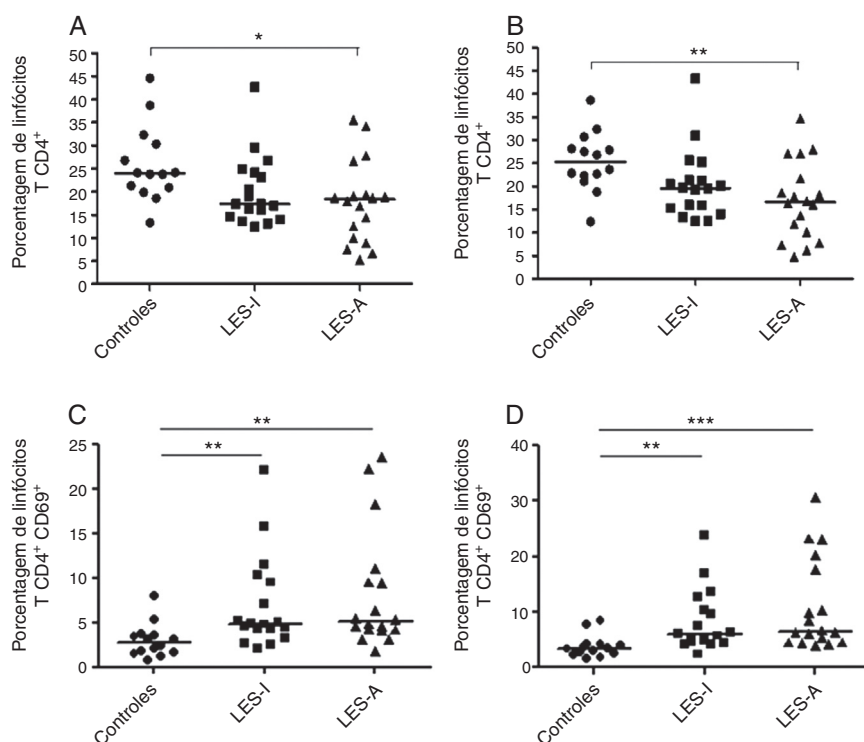 A
*
50
45
40
35
30
25
20
15
10
5
0
Porcentagem de linfócitos
T CD4+
Controles
LES-I
LES-A
B
**
50
45
40
35
30
25
20
15
10
5
0
Porcentagem de linfócitos
T CD4+
Controles
LES-I
LES-A
C
**
**
25
20
15
10
5
0
Porcentagem de linfócitos
T CD4+ CD69+
Controles
LES-I
LES-A
D
***
**
40
30
20
10
0
Porcentagem de linfócitos
T CD4+ CD69+
Controles
LES-I
LES-A